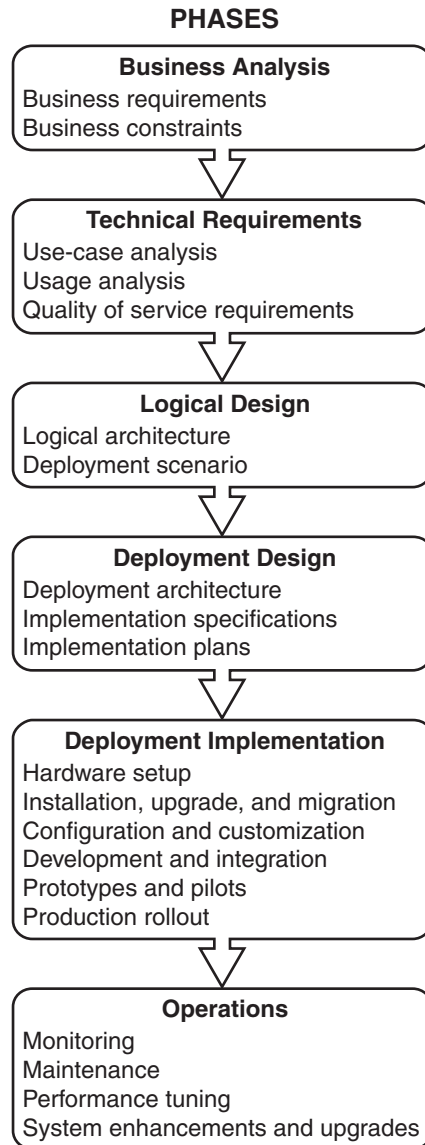 PHASES
Business Analysis
Business requirements
Business constraints
Technical Requirements
Use-case analysis
Usage analysis
Quality of service requirements
Logical Design
Logical architecture
Deployment scenario
Deployment Design
Deployment architecture
Implementation specifications
Implementation plans
Deployment Implementation
Hardware setup
Installation, upgrade, and migration
Configuration and customization
Development and integration
Prototypes and pilots
Production rollout
Operations
Monitoring
Maintenance
Performance tuning
System enhancements and upgrades